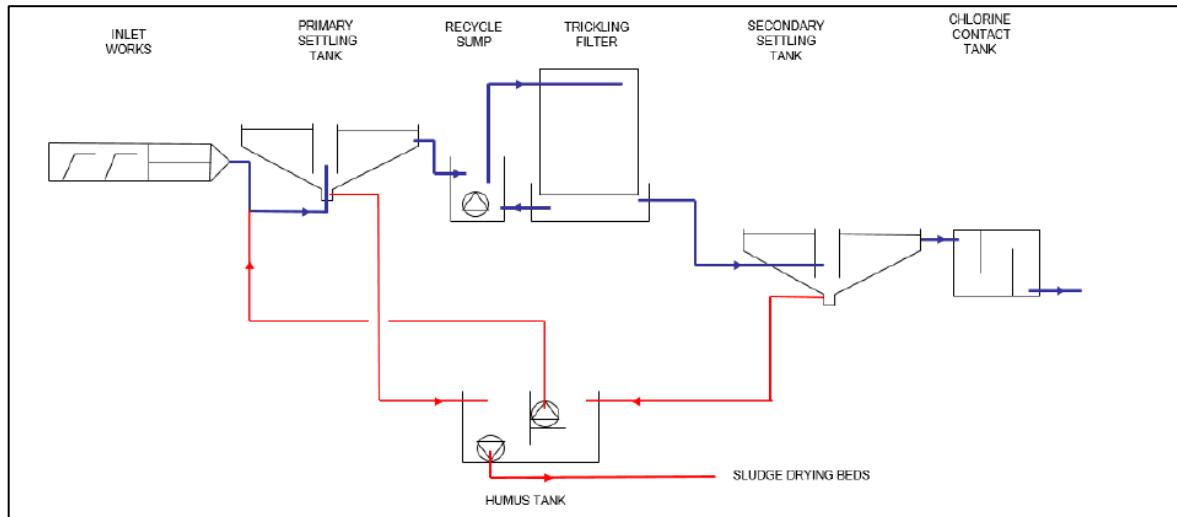 INLET
WORKS
PRIMARY
SETTLING
TANK
RECYCLE
SUMP
TRICKLING
FILTER
SECONDARY
SETTLING
TANK
CHLORINE
CONTACT
TANK
SLUDGE DRYING BEDS
HUMUS TANK